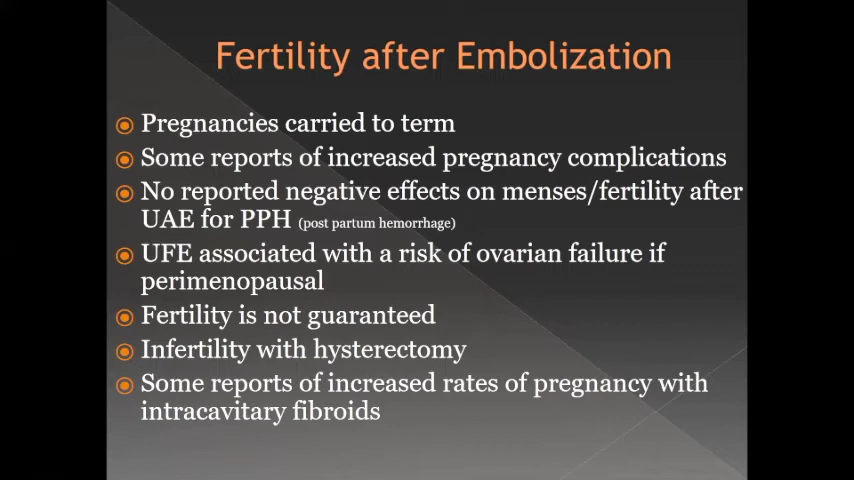 Fertility after Embolization
Pregnancies carried to term
Some reports of increased pregnancy complications
No reported negative effects on menses/fertility after
UAE for PPH (post partum hemorrhage)
UFE associated with a risk of ovarian failure if
perimenopausal
Fertility is not guaranteed
Infertility with hysterectomy
Some reports of increased rates of pregnancy with
intracavitary fibroids